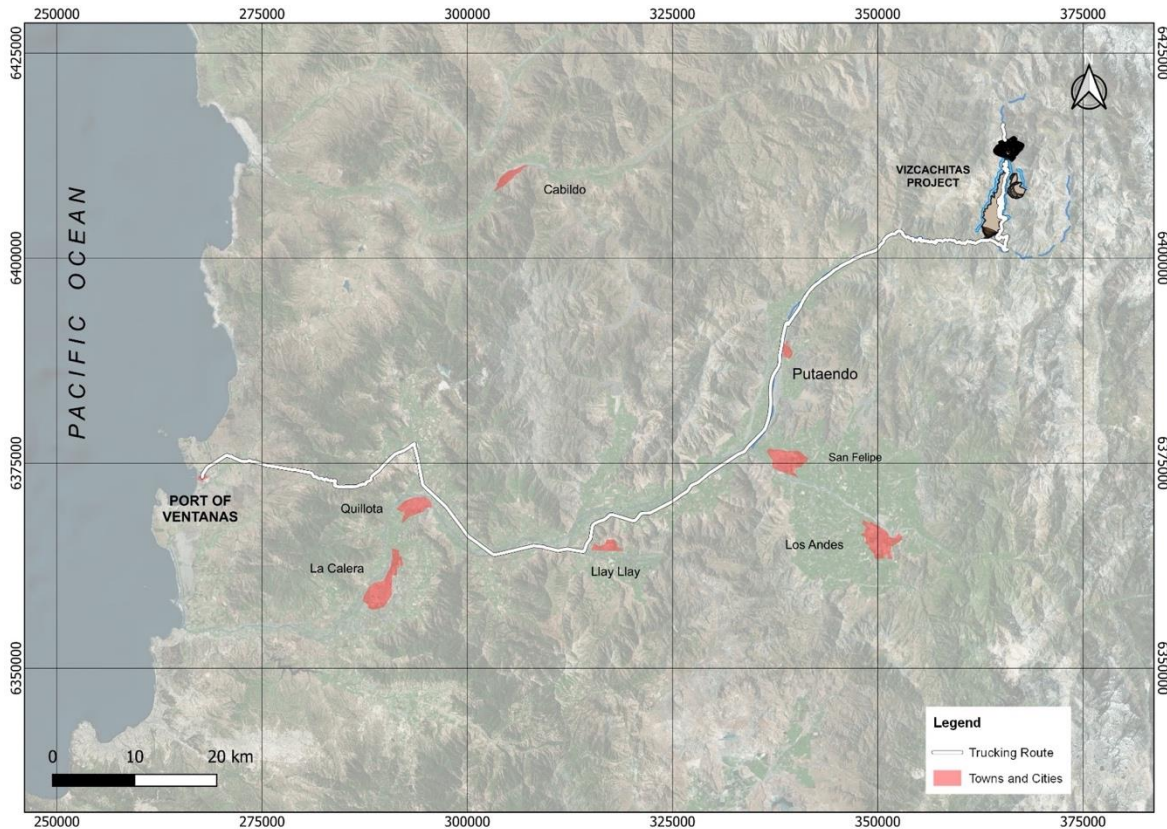 250000 275000 300000 325000 350000 375000
6425000
6425000
VIZCACHITAS
PROJECT
Cabildo
6400000
6400000
PACIFIC OCEAN
Putaendo
6375000
San Felipe
6375000
PORT OF
VENTANAS
Quillota
Los Andes
La Calera
Llay Llay
6350000
6350000
Legend
Trucking Route
Towns and Cities
0 10 20 km
250000 275000 300000 325000 350000 375000